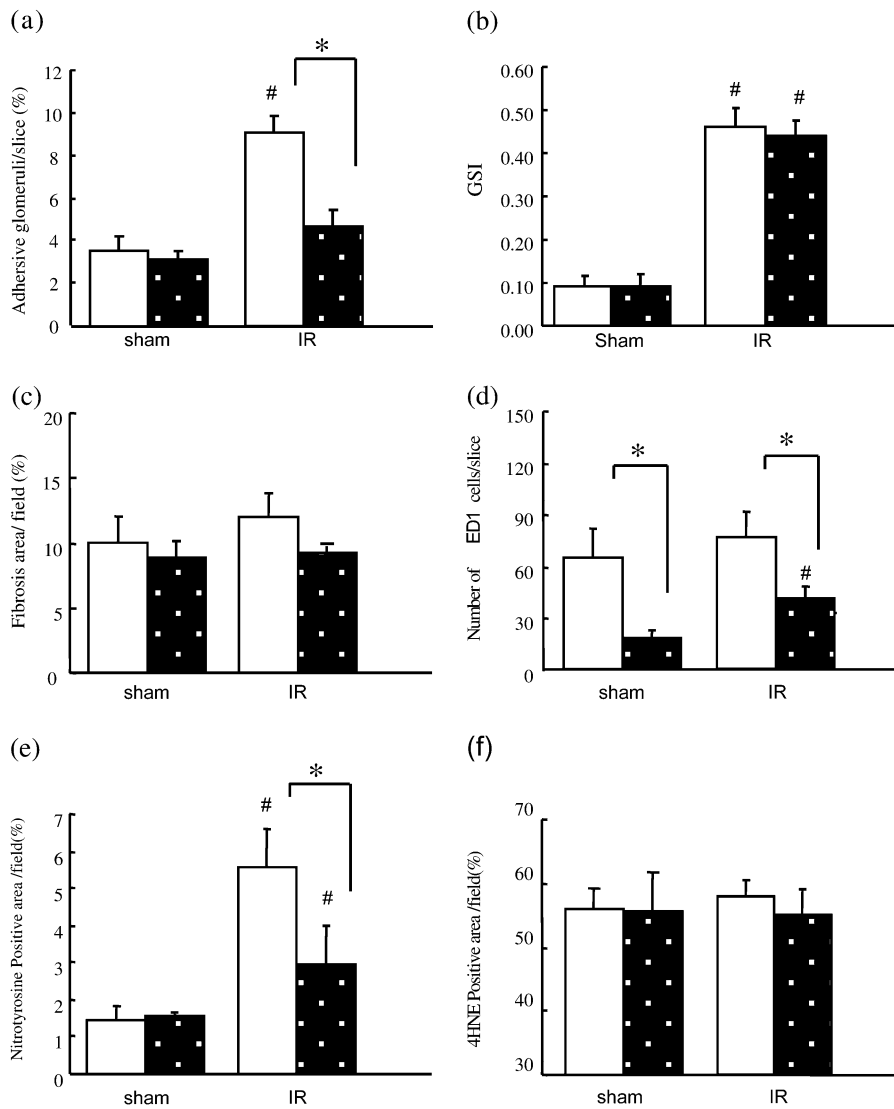 (a)
Adhersive glomeruli/slice (%)
12
10
8
6
4
2
0
#
*
sham
IR
(b)
GSI
0.60
0.50
0.40
0.30
0.20
0.10
0.00
#
#
Sham
IR
(c)
Fibrosis area/ field (%)
20
15
10
5
0
sham
IR
(d)
Number of ED1 cells/slice
150
120
90
60
30
0
*
*
#
sham
IR
(e)
Nitrotyrosine Positive area /field(%)
7
6
5
4
3
2
1
0
#
*
#
sham
IR
(f)
4HNE Positive area /field(%)
70
60
50
40
30
sham
IR